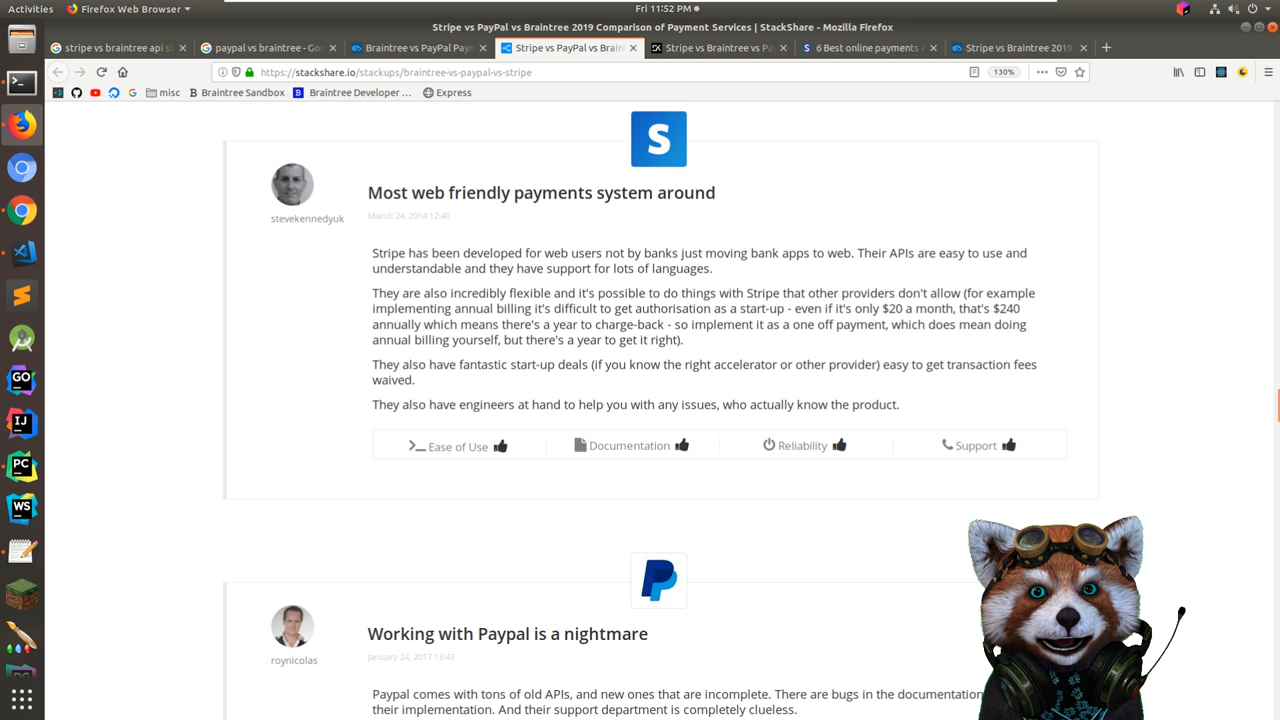 Activities
Firefox Web Browser
Fri 11:52 PM
Stripe vs PayPal vs Braintree 2019 Comparison of Payment Services | StackShare - Mozilla Firefox
stripe vs braintree api sl
paypal vs braintree - Goo
Braintree vs PayPal Paym
Stripe vs PayPal vs Brain
Stripe vs Braintree vs Pa
6 Best online payments A
Stripe vs Braintree 2019
https://stackshare.io/stackups/braintree-vs-paypal-vs-stripe
130%
misc
Braintree Sandbox
Braintree Developer ...
Express
S
stevekennedyuk
Most web friendly payments system around
March 24, 2014 12:40
Stripe has been developed for web users not by banks just moving bank apps to web. Their APIs are easy to use and
understandable and they have support for lots of languages.
They are also incredibly flexible and it's possible to do things with Stripe that other providers don't allow (for example
implementing annual billing it's difficult to get authorisation as a start-up - even if it's only $20 a month, that's $240
annually which means there's a year to charge-back - so implement it as a one off payment, which does mean doing
annual billing yourself, but there's a year to get it right).
They also have fantastic start-up deals (if you know the right accelerator or other provider) easy to get transaction fees
waived.
They also have engineers at hand to help you with any issues, who actually know the product.
Ease of Use
Documentation
Reliability
Support
GO
IJ
PC
WS
roynicolas
Working with Paypal is a nightmare
January 24, 2017 13:43
Paypal comes with tons of old APIs, and new ones that are incomplete. There are bugs in the documentation
their implementation. And their support department is completely clueless.